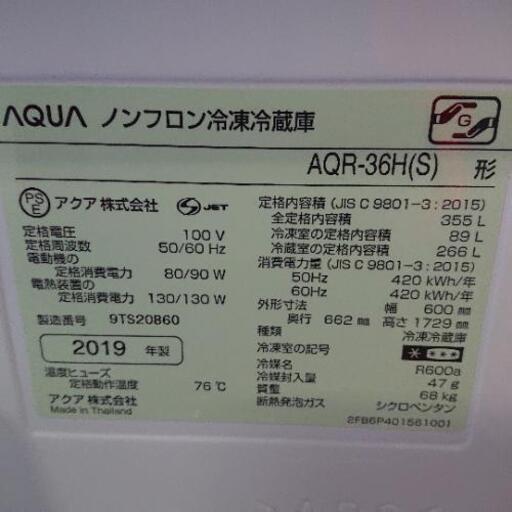 AQUA ノンフロン冷凍冷蔵庫
G
AQR-36H(S) 形
PS E アクア株式会社 S JET
定格電圧 100 V
定格周波数 50/60 Hz
電動機の
定格消費電力 80/90 W
電熱装置の
定格消費電力 130/130 W
製造番号 9TS20B60
2019 年製
温度ヒューズ
定格動作温度 76℃
アクア 株式会社
Made in Thailand
定格内容積 (JIS C 9801-3:2015)
全定格内容積 355 L
冷凍室の定格内容積 89 L
冷蔵室の定格内容積 266 L
消費電力量 (JIS C 9801-3:2015)
50Hz 420 kWh/年
60Hz 420 kWh/年
外形寸法 幅 600 mm
奥行 662 mm 高さ 1729 mm
種類 冷凍冷蔵庫
冷凍室の記号
冷媒名 R600a
冷媒封入量 47 g
質量 68 kg
断熱発泡ガス シクロペンタン
2FB6P401561001